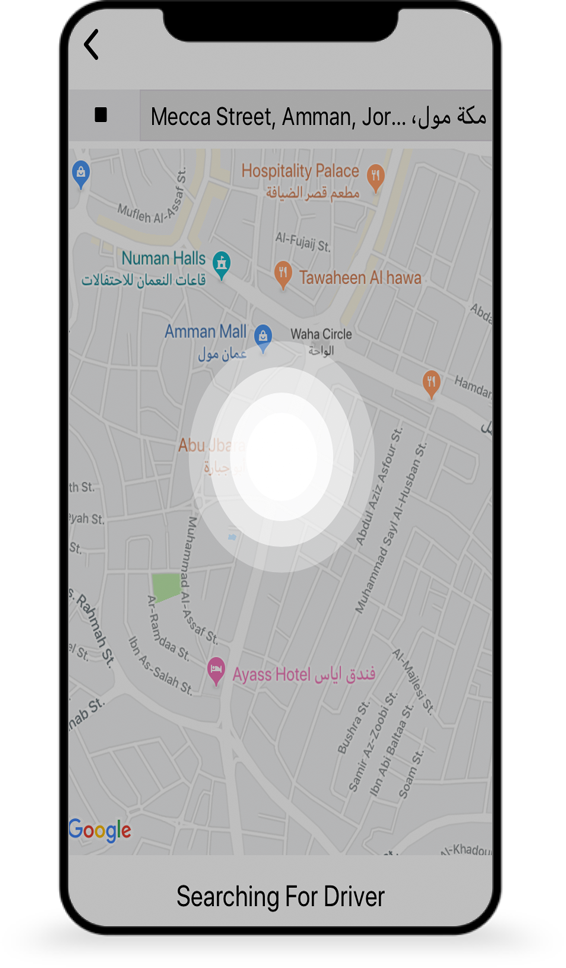 Mecca Street, Amman, Jor... ،مكة مول
Hospitality Palace
مطعم قصر الضيافة
Mufleh Al-Assaf St.
Al-Fujaij St.
Numan Halls
قاعات النعمان للاحتفالات
Tawaheen Al hawa
Amman Mall
عمان مول
Waha Circle
الواحة
Abda
Hamdar
Abu Jba
Abdul Aziz Asfour St.
Muhammad Sayl Al-Husban St.
th St.
yah St.
St.
Muhammad Al-Assaf St.
Ar-Ramdaa St.
Ibn As-Salah St.
s. Rahmah St.
el St.
nab St.
Ayass Hotel فندق اياس
Al-Majlesi St.
Bushra St.
Samir Az-Zoobi St.
Ibn Abi Baltaa St.
Soam St.
Google
Al-Khadou
Searching For Driver